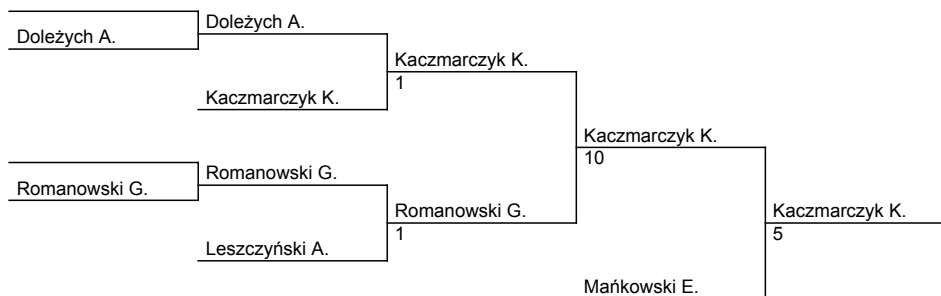 Doleżych A.
Doleżych A.
Kaczmarczyk K.
1
Kaczmarczyk K.
Kaczmarczyk K.
10
Romanowski G.
Romanowski G.
Romanowski G.
1
Kaczmarczyk K.
5
Leszczyński A.
Mańkowski E.